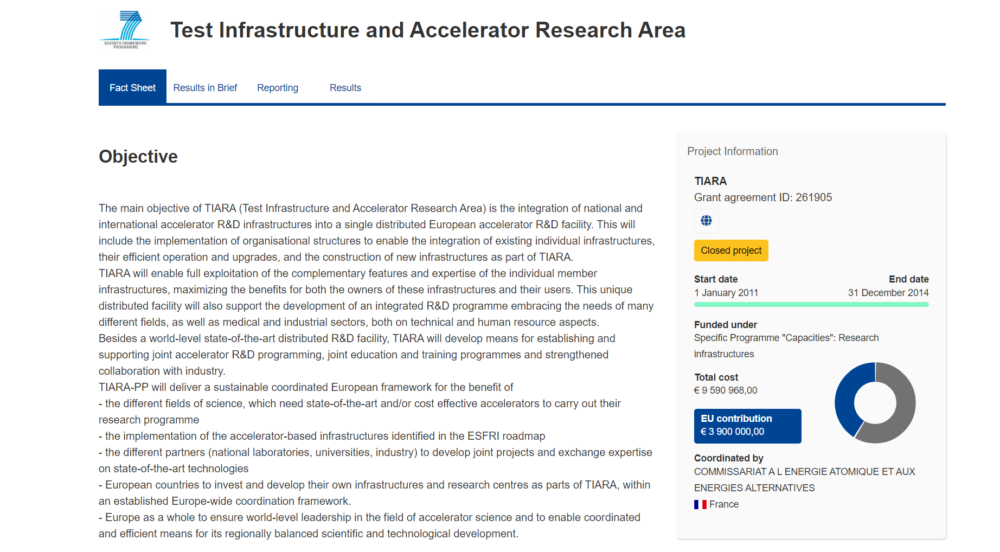 SEVENTH FRAMEWORK
PROGRAMME
Test Infrastructure and Accelerator Research Area
Fact Sheet
Results in Brief
Reporting
Results
Objective
The main objective of TIARA (Test Infrastructure and Accelerator Research Area) is the integration of national and
international accelerator R&D infrastructures into a single distributed European accelerator R&D facility. This will
include the implementation of organisational structures to enable the integration of existing individual infrastructures,
their efficient operation and upgrades, and the construction of new infrastructures as part of TIARA.
TIARA will enable full exploitation of the complementary features and expertise of the individual member
infrastructures, maximizing the benefits for both the owners of these infrastructures and their users. This unique
distributed facility will also support the development of an integrated R&D programme embracing the needs of many
different fields, as well as medical and industrial sectors, both on technical and human resource aspects.
Besides a world-level state-of-the-art distributed R&D facility, TIARA will develop means for establishing and
supporting joint accelerator R&D programming, joint education and training programmes and strengthened
collaboration with industry.
TIARA-PP will deliver a sustainable coordinated European framework for the benefit of
- the different fields of science, which need state-of-the-art and/or cost effective accelerators to carry out their
research programme
- the implementation of the accelerator-based infrastructures identified in the ESFRI roadmap
- the different partners (national laboratories, universities, industry) to develop joint projects and exchange expertise
on state-of-the-art technologies
- European countries to invest and develop their own infrastructures and research centres as parts of TIARA, within
an established Europe-wide coordination framework.
- Europe as a whole to ensure world-level leadership in the field of accelerator science and to enable coordinated
and efficient means for its regionally balanced scientific and technological development.
Project Information
TIARA
Grant agreement ID: 261905
Closed project
Start date
1 January 2011
End date
31 December 2014
Funded under
Specific Programme "Capacities": Research
infrastructures
Total cost
€ 9 590 968,00
EU contribution
€ 3 900 000,00
Coordinated by
COMMISSARIAT A L ENERGIE ATOMIQUE ET AUX
ENERGIES ALTERNATIVES
France